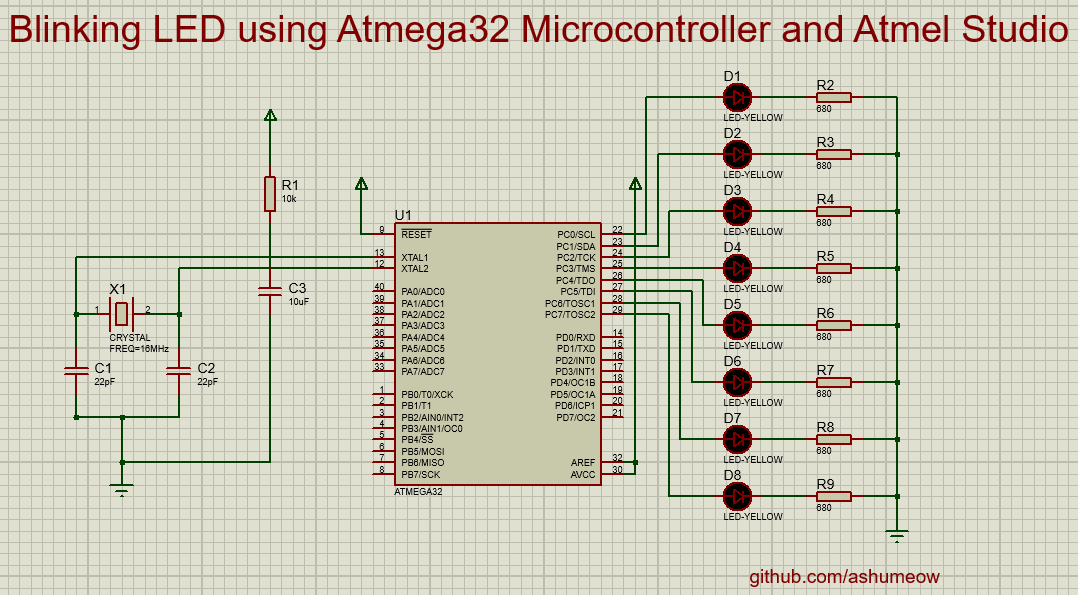 Blinking LED using Atmega32 Microcontroller and Atmel Studio
R1
10k
X1
1
2
CRYSTAL
FREQ=16MHz
C1
22pF
C2
22pF
C3
10uF
U1
9 RESET
13 XTAL1
12 XTAL2
40 PA0/ADC0
39 PA1/ADC1
38 PA2/ADC2
37 PA3/ADC3
36 PA4/ADC4
35 PA5/ADC5
34 PA6/ADC6
33 PA7/ADC7
1 PB0/T0/XCK
2 PB1/T1
3 PB2/AIN0/INT2
4 PB3/AIN1/OC0
5 PB4/SS
6 PB5/MOSI
7 PB6/MISO
8 PB7/SCK
PC0/SCL 22
PC1/SDA 23
PC2/TCK 24
PC3/TMS 25
PC4/TDO 26
PC5/TDI 27
PC6/TOSC1 28
PC7/TOSC2 29
PD0/RXD 14
PD1/TXD 15
PD2/INT0 16
PD3/INT1 17
PD4/OC1B 18
PD5/OC1A 19
PD6/ICP1 20
PD7/OC2 21
AREF 32
AVCC 30
ATMEGA32
D1
LED-YELLOW
R2
680
D2
LED-YELLOW
R3
680
D3
LED-YELLOW
R4
680
D4
LED-YELLOW
R5
680
D5
LED-YELLOW
R6
680
D6
LED-YELLOW
R7
680
D7
LED-YELLOW
R8
680
D8
LED-YELLOW
R9
680
github.com/ashumeow